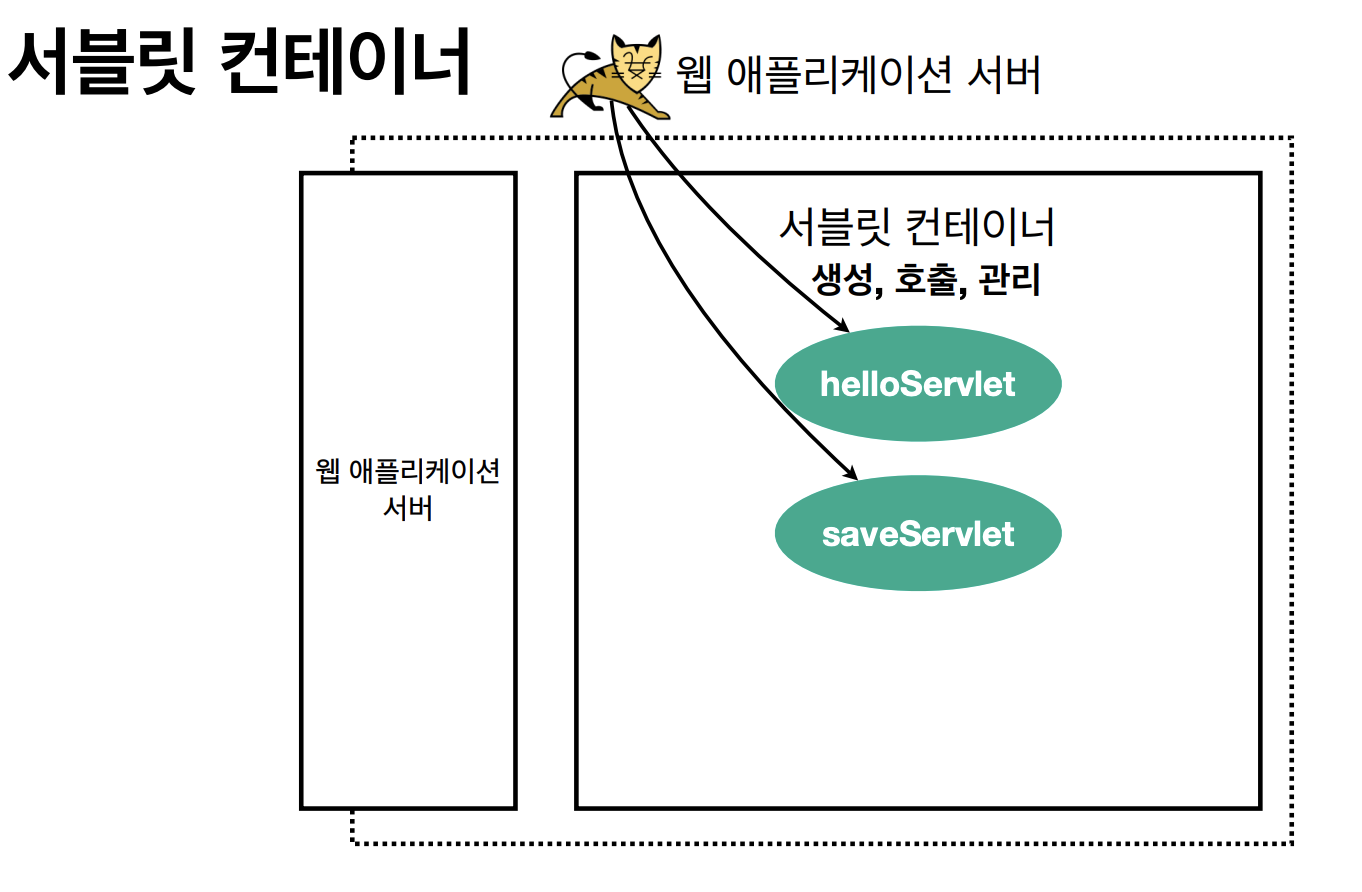 서블릿 컨테이너
웹 애플리케이션 서버
웹 애플리케이션
서버
서블릿 컨테이너
생성, 호출, 관리
helloServlet
saveServlet